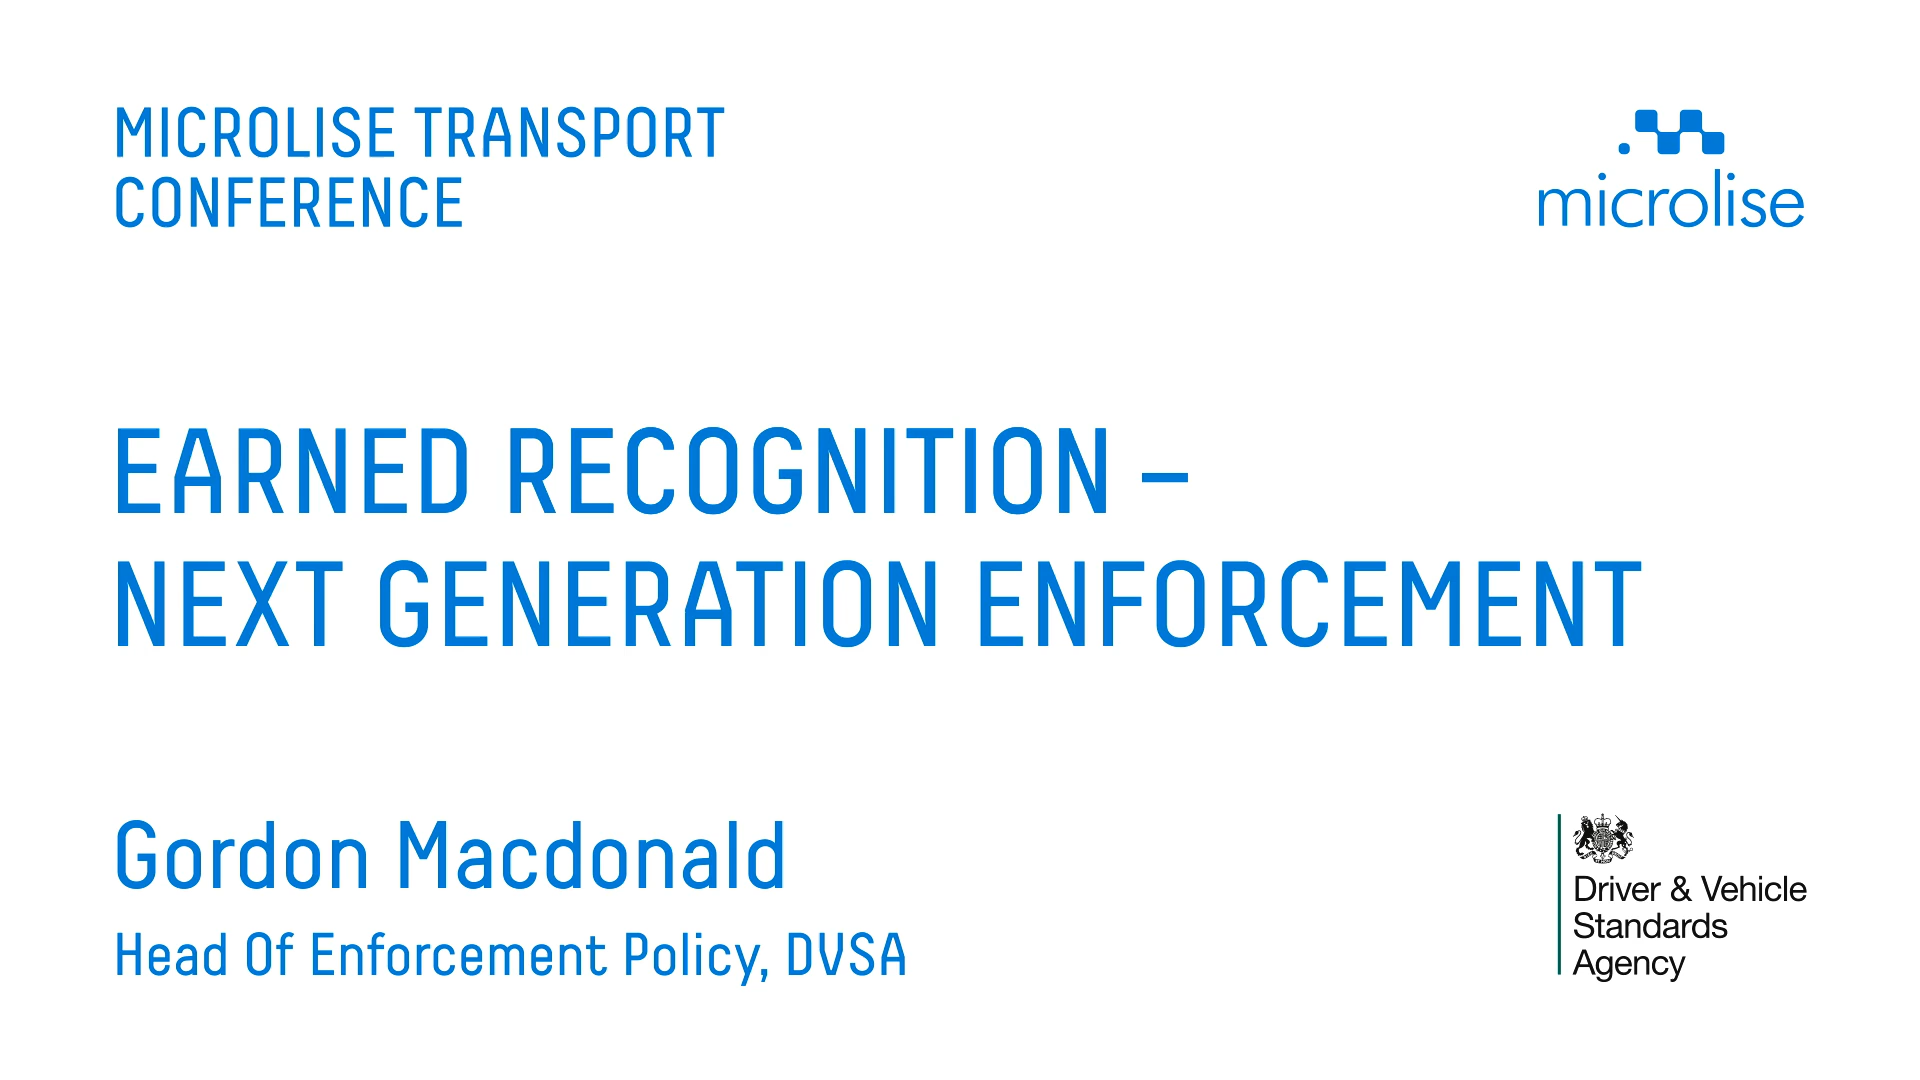 MICROLISE TRANSPORT
CONFERENCE
microlise
EARNED RECOGNITION –
NEXT GENERATION ENFORCEMENT
Gordon Macdonald
Head Of Enforcement Policy, DVSA
Driver & Vehicle
Standards
Agency